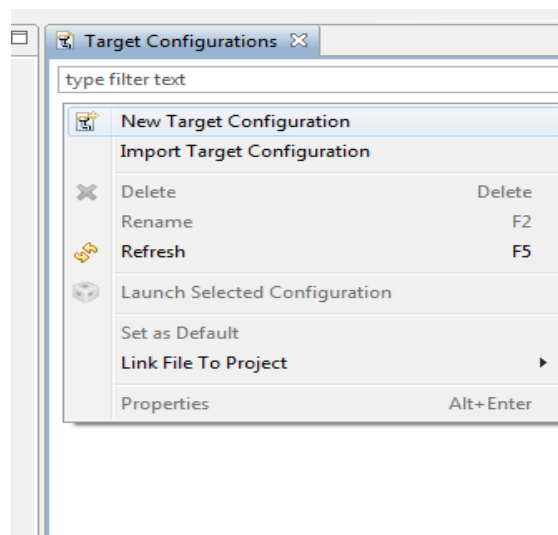 Target Configurations
type filter text
New Target Configuration
Import Target Configuration
Delete Delete
Rename F2
Refresh F5
Launch Selected Configuration
Set as Default
Link File To Project
Properties Alt+Enter